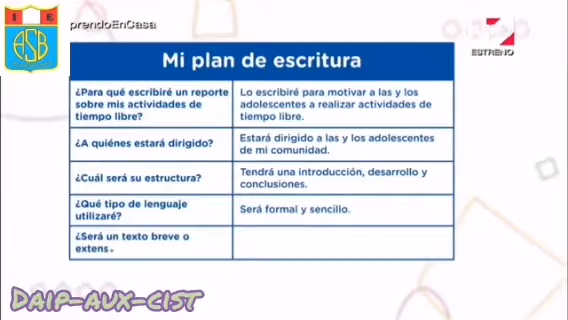 I E
ASB
prendoEnCasa
7
ESTRENO
Mi plan de escritura
¿Para qué escribiré un reporte
sobre mis actividades de
tiempo libre?
Lo escribiré para motivar a las y los
adolescentes a realizar actividades de
tiempo libre.
¿A quiénes estará dirigido?
Estará dirigido a las y los adolescentes
de mi comunidad.
¿Cuál será su estructura?
Tendrá una introducción, desarrollo y
conclusiones.
¿Qué tipo de lenguaje
utilizaré?
Será formal y sencillo.
¿Será un texto breve o
extens
DAIP-AUX-CIST